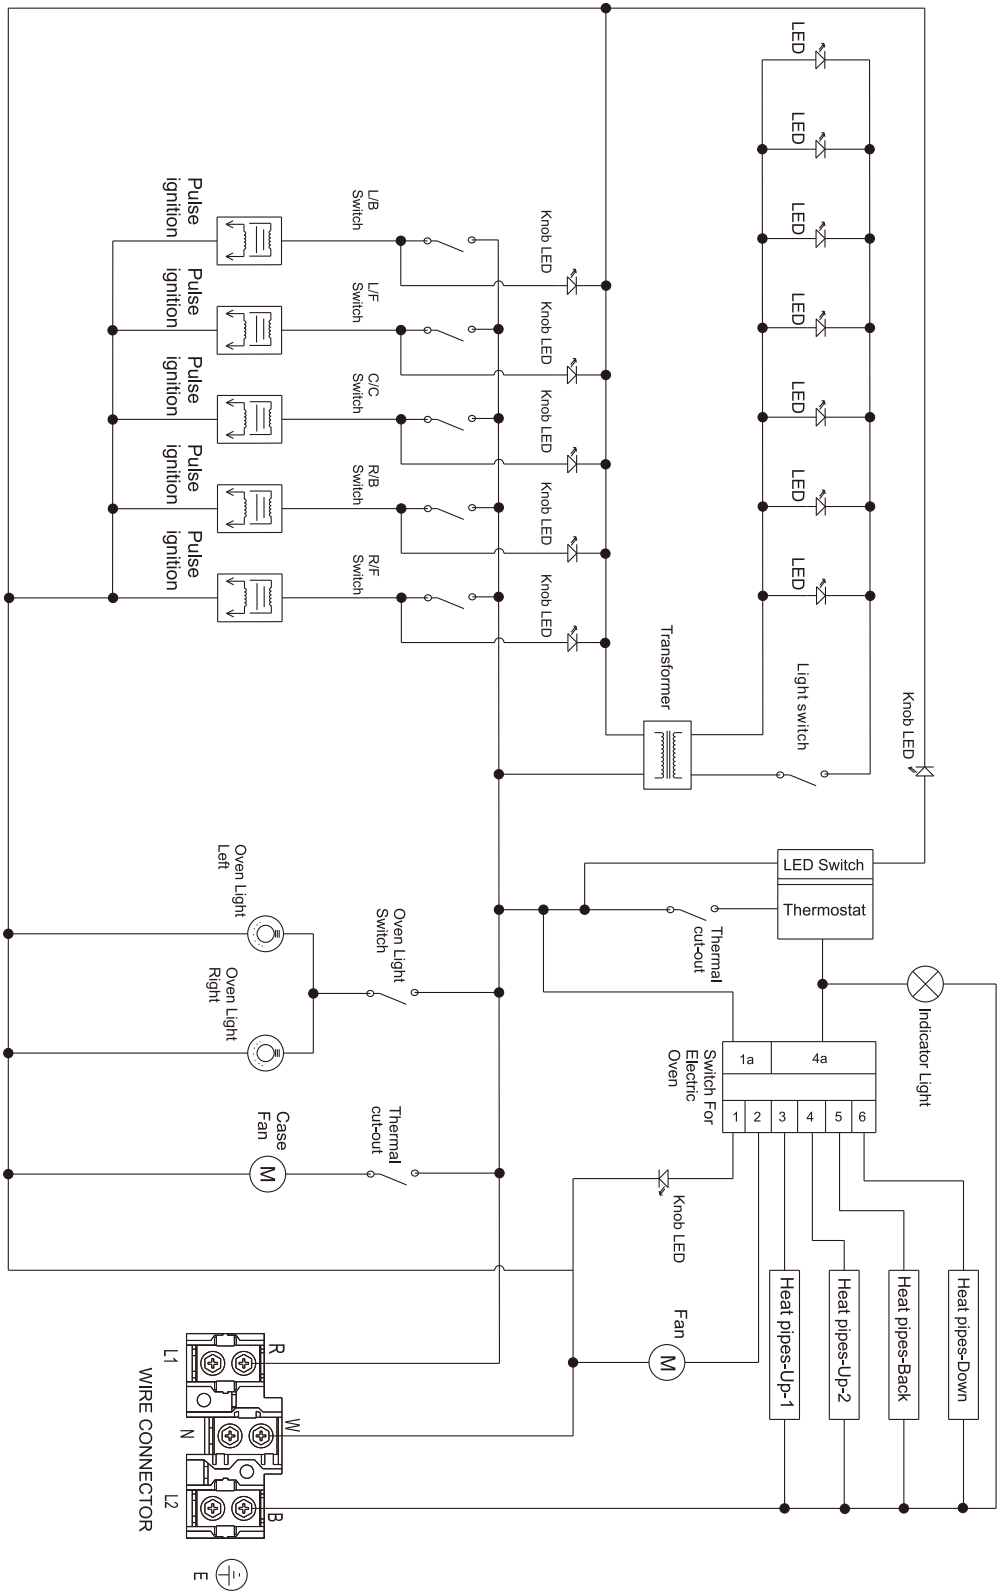 LED
LED
LED
LED
LED
LED
LED
Knob LED
Knob LED
Knob LED
Knob LED
Knob LED
L/B
Switch
L/F
Switch
C/C
Switch
R/B
Switch
R/F
Switch
Pulse
ignition
Pulse
ignition
Pulse
ignition
Pulse
ignition
Pulse
ignition
Transformer
Light switch
Knob LED
LED Switch
Thermostat
Thermal
cut-out
Indicator Light
Oven Light
Left
Oven Light
Switch
Oven Light
Right
Switch For
Electric
Oven
1a
4a
1
2
3
4
5
6
Case
Fan
M
Thermal
cut-out
Knob LED
Fan
M
Heat pipes-Up-1
Heat pipes-Up-2
Heat pipes-Back
Heat pipes-Down
R
L1
W
N
B
L2
WIRE CONNECTOR
E